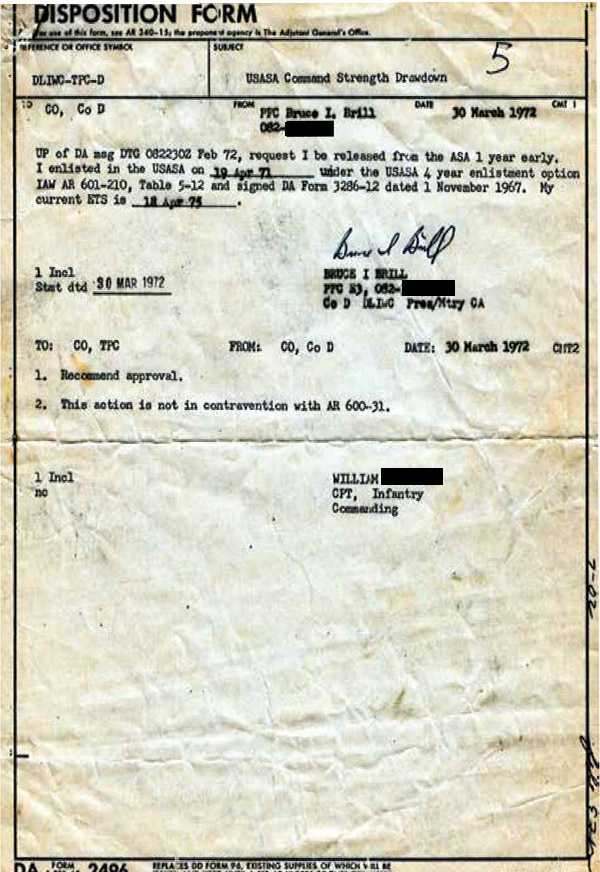 DISPOSITION FORM
For use of this form, see AR 340-15; the proponent agency is The Adjutant General's Office.
REFERENCE OR OFFICE SYMBOL SUBJECT 5
DLIWC-TPC-D USASA Command Strength Drawdown
TO CO, Co D FROM PFC Bruce I. Brill DATE 30 March 1972 CMT 1
082-
UP of DA msg DTG 082230Z Feb 72, request I be released from the ASA 1 year early.
I enlisted in the USASA on 19 Apr 71 under the USASA 4 year enlistment option
IAW AR 601-210, Table 5-12 and signed DA Form 3286-12 dated 1 November 1967. My
current ETS is 18 Apr 75.
Bruce I Brill
1 Incl BRUCE I BRILL
Stmt dtd 30 MAR 1972 PFC E3, 082-
Co D DLIWC Pres/Mtry CA
TO: CO, TPC FROM: CO, Co D DATE: 30 March 1972 CMT2
1. Recommend approval.
2. This action is not in contravention with AR 600-31.
1 Incl WILLIAM
nc CPT, Infantry
Commanding
20-2
DA FORM 2496 REPLACES DD FORM 96, EXISTING SUPPLIES OF WHICH WILL BE